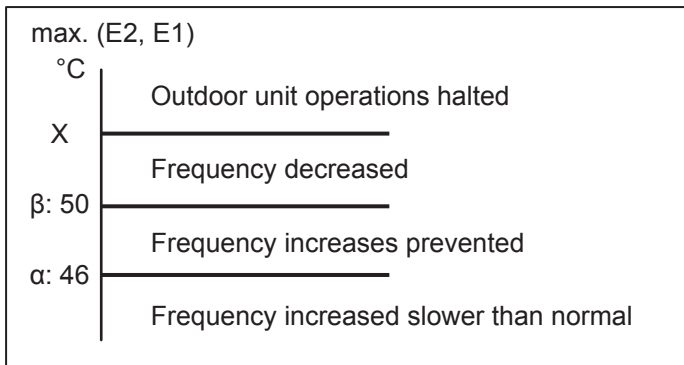 max. (E2, E1)
°C
Outdoor unit operations halted
X
Frequency decreased
β: 50
Frequency increases prevented
α: 46
Frequency increased slower than normal